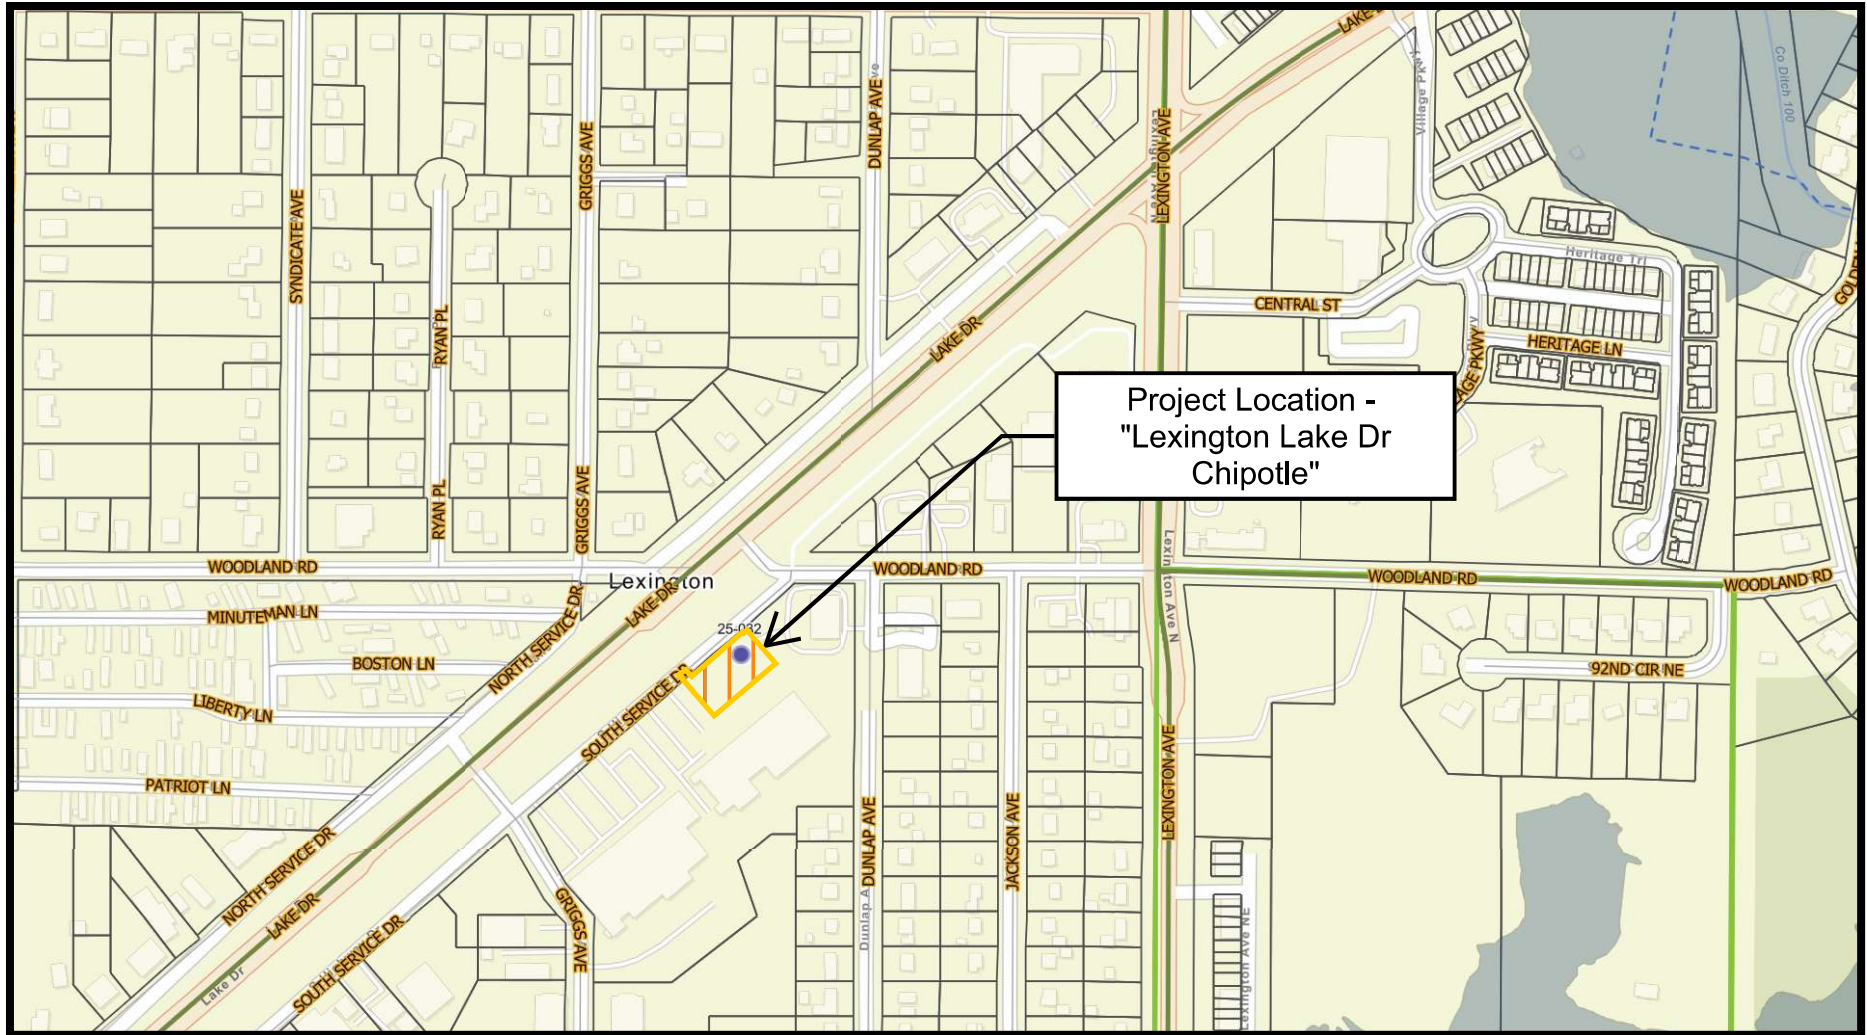 LAKE
Village Pkwy
Co Ditch 100
DUNLAP AVE
LEXINGTON AVE
Lexington Ave N
GRIGGS AVE
SYNDICATE AVE
Heritage Trl
GOLDEN
CENTRAL ST
RYAN PL
LAKE DR
HERITAGE LN
Project Location -
"Lexington Lake Dr
Chipotle"
RYAN PL
GRIGGS AVE
WOODLAND RD
Lexington
WOODLAND RD
WOODLAND RD
WOODLAND RD
Lexington Ave N
MINUTEMAN LN
LAKE DR
NORTH SERVICE DR
25-032
BOSTON LN
92ND CIR NE
LIBERTY LN
SOUTH SERVICE DR
PATRIOT LN
LEXINGTON AVE
DUNLAP AVE
JACKSON AVE
NORTH SERVICE DR
LAKE DR
GRIGGS AVE
Dunlap A
SOUTH SERVICE DR
Lake Dr
Lexington Ave NE